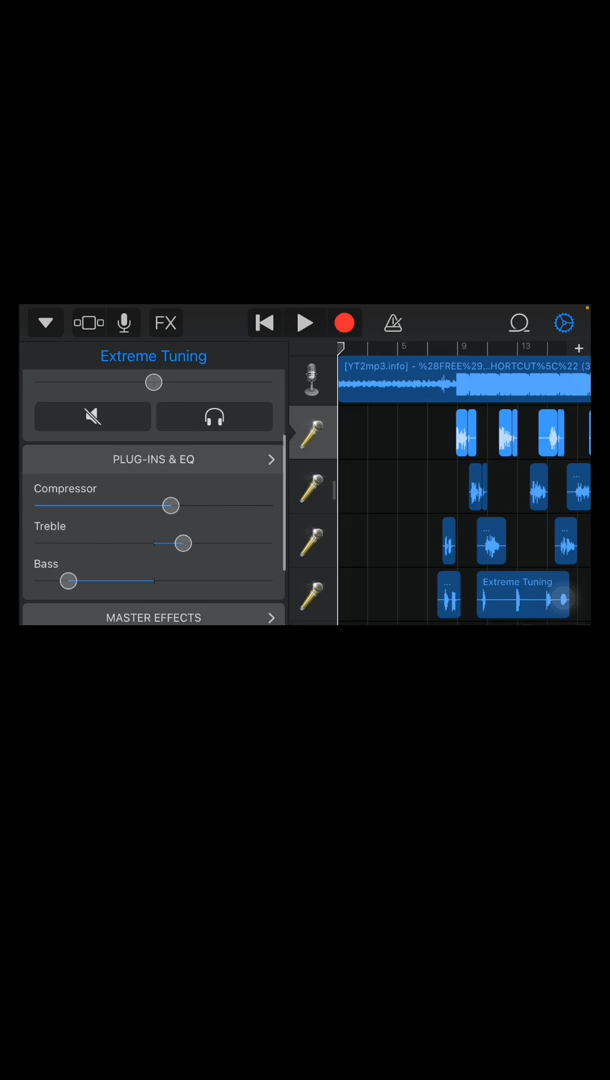 FX
Extreme Tuning
5
9
13
+
[YT2mp3.info] - %28FREE%29...HORTCUT%5C%22 (3
PLUG-INS & EQ
Compressor
Treble
Bass
...
...
...
...
Extreme Tuning
MASTER EFFECTS